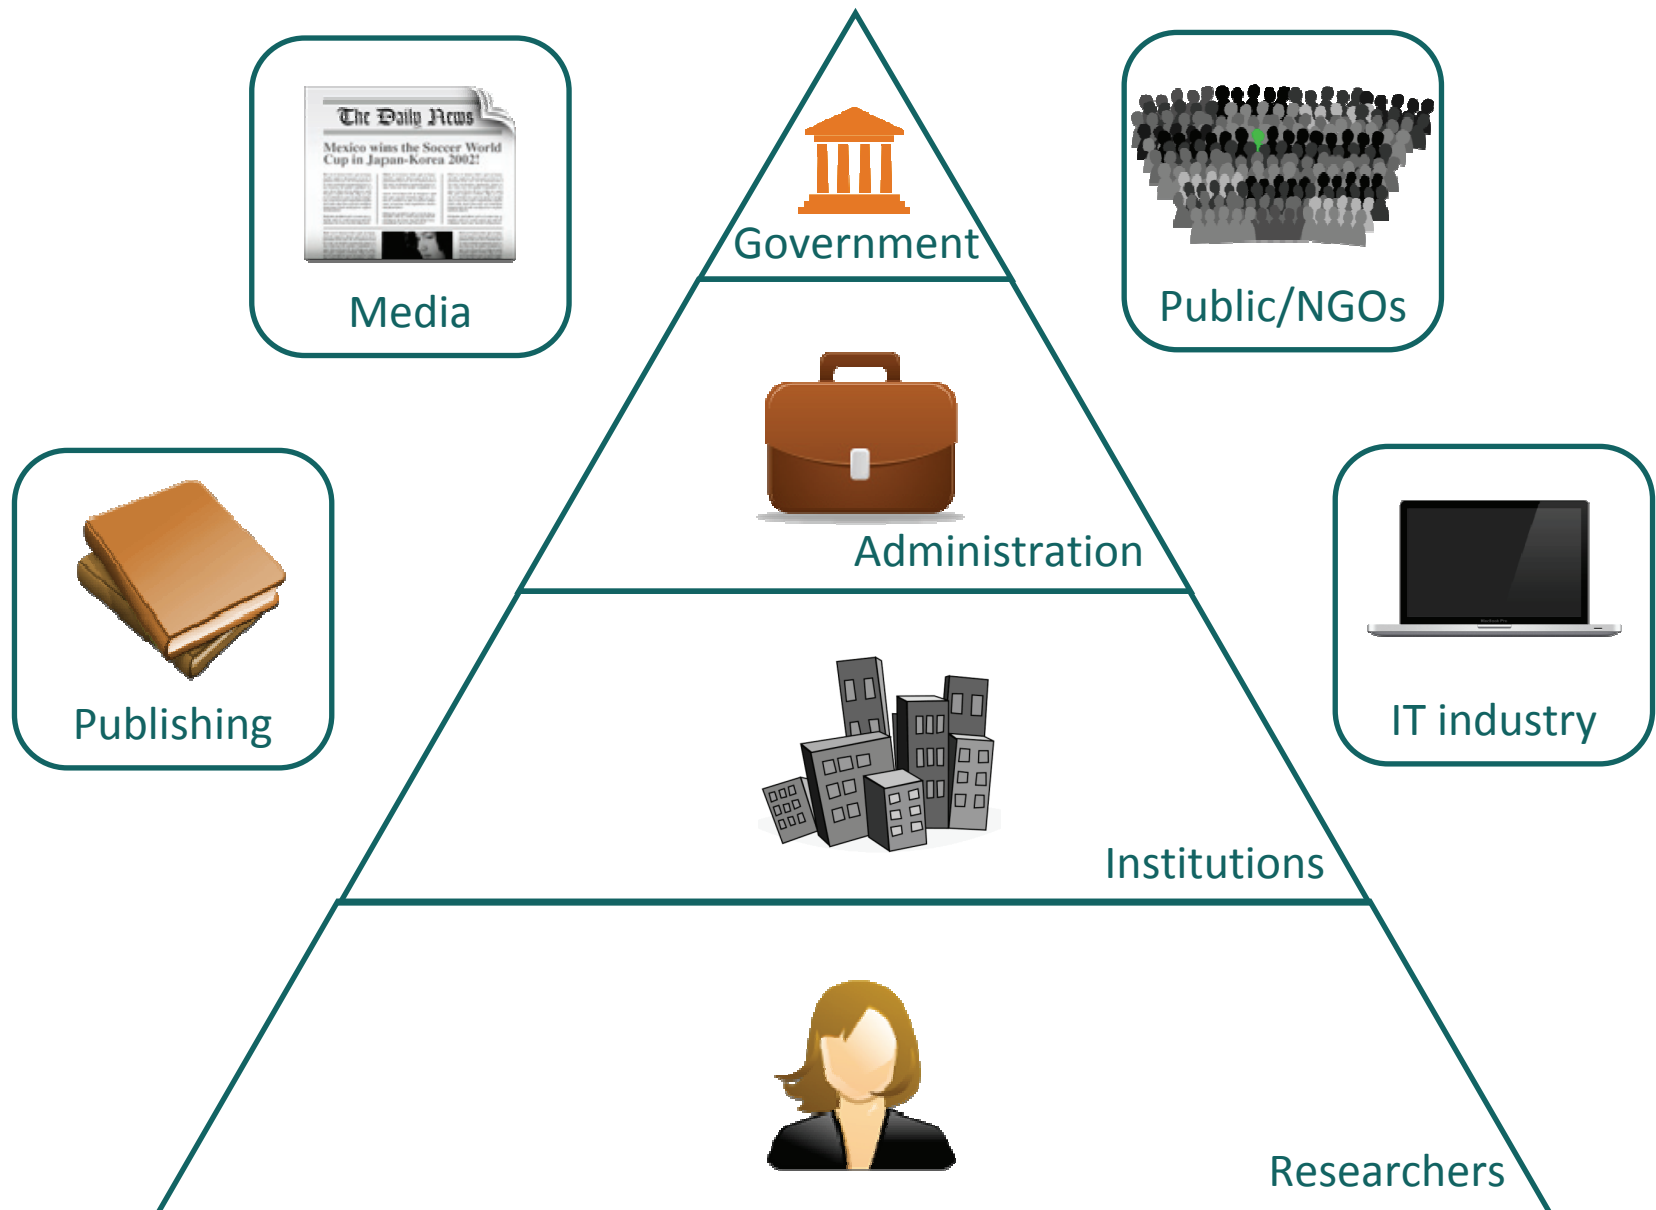 The Daily News
Mexico wins the Soccer World
Cup in Japan-Korea 2002!
Media
Government
Public/NGOs
Administration
Publishing
IT industry
Institutions
Researchers